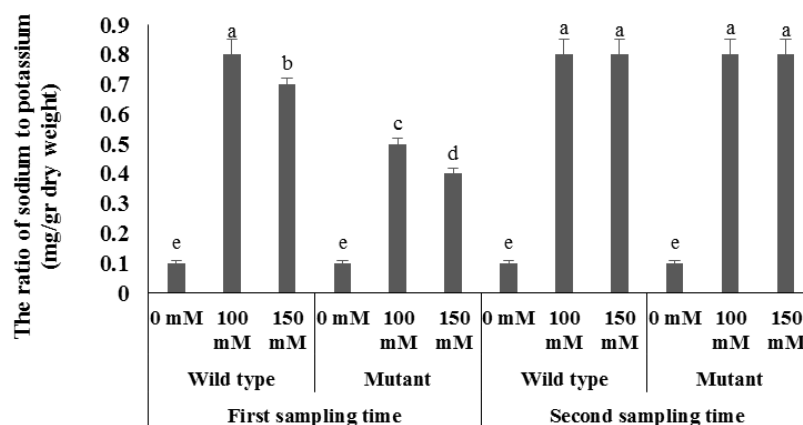 The ratio of sodium to potassium
(mg/gr dry weight)
0.9
0.8
0.7
0.6
0.5
0.4
0.3
0.2
0.1
0
e a b e c d e a a e a a
0 mM 100 mM 150 mM 0 mM 100 mM 150 mM 0 mM 100 mM 150 mM 0 mM 100 mM 150 mM
Wild type Mutant Wild type Mutant
First sampling time Second sampling time